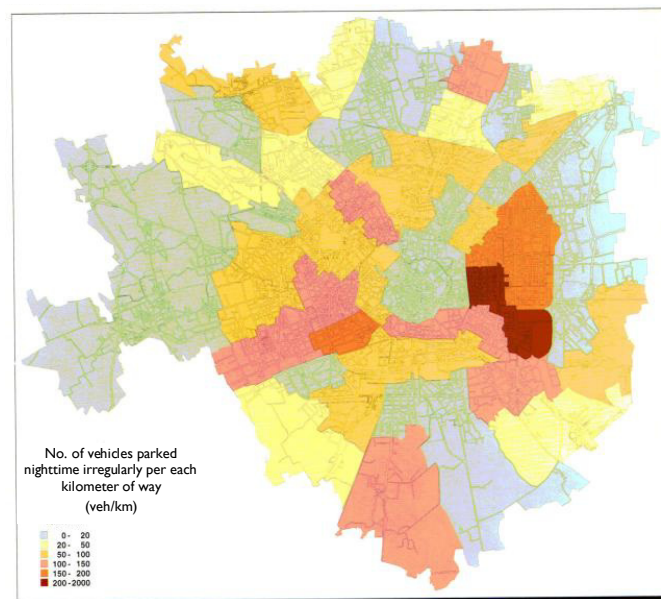 No. of vehicles parked
nighttime irregularly per each
kilometer of way
(veh/km)
0 - 20
20 - 50
50 - 100
100 - 150
150 - 200
200 - 2000